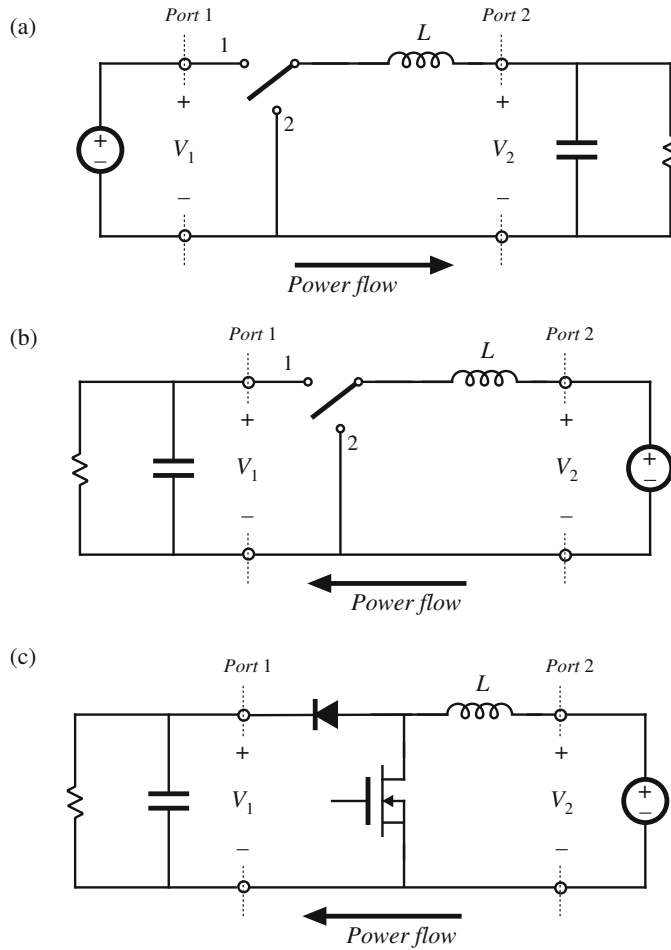 (a)
Port 1
Port 2
1
L
2
+
V1
–
+
V2
–
+
–
Power flow
(b)
Port 1
Port 2
1
L
2
+
V1
–
+
V2
–
+
–
Power flow
(c)
Port 1
Port 2
L
+
V1
–
+
V2
–
+
–
Power flow